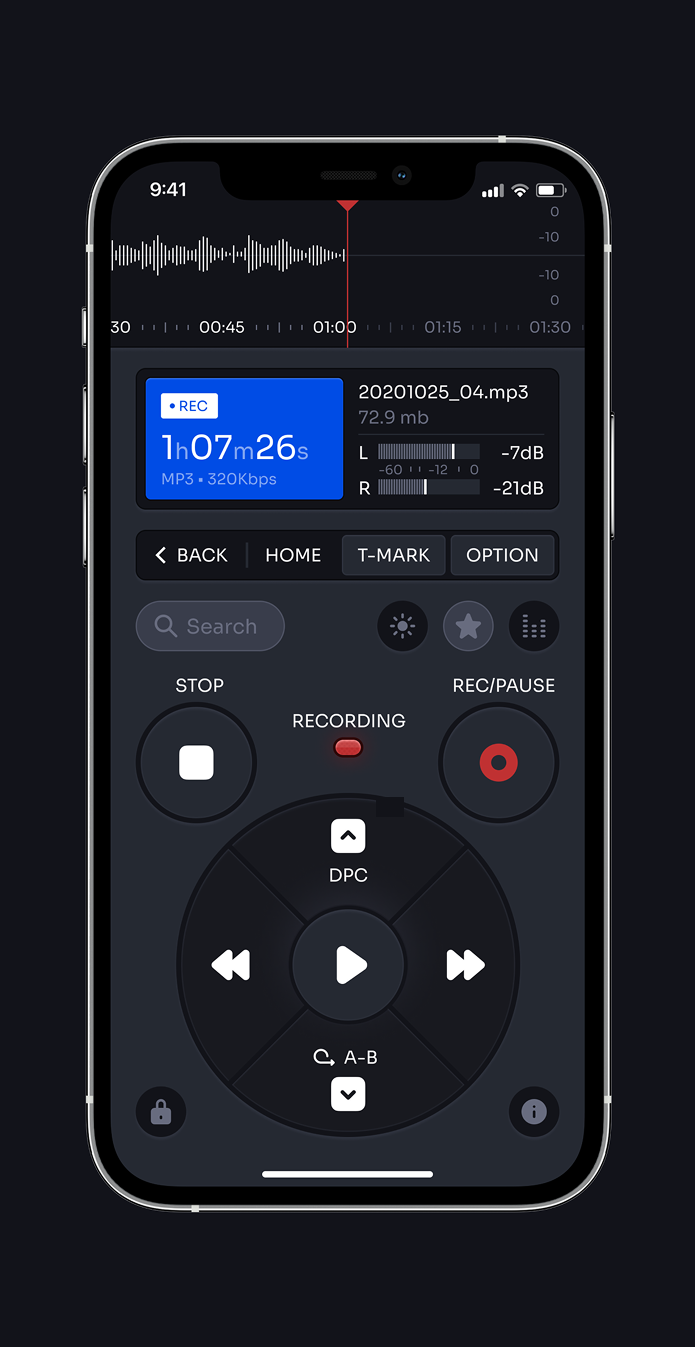 9:41
0
-10
-10
0
30 00:45 01:00 01:15 01:30
• REC
1h07m26s
MP3 • 320Kbps
20201025_04.mp3
72.9 mb
L -7dB
-60 -12 0
R -21dB
BACK HOME T-MARK OPTION
Search
STOP
REC/PAUSE
RECORDING
DPC
A-B